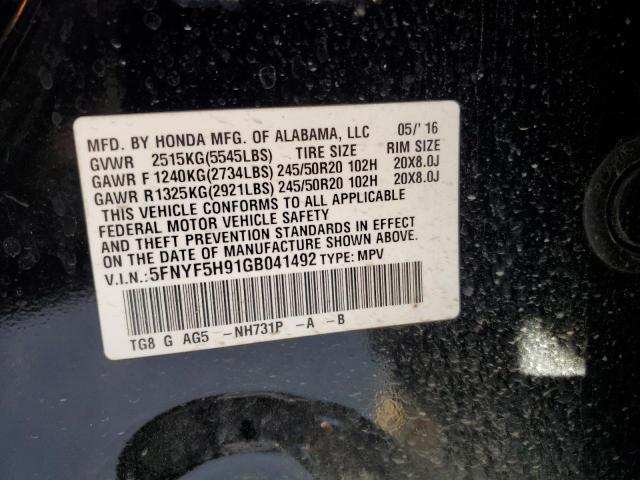 MFD. BY HONDA MFG. OF ALABAMA, LLC 05/' 16
GVWR 2515KG(5545LBS) TIRE SIZE RIM SIZE
GAWR F 1240KG(2734LBS) 245/50R20 102H 20X8.0J
GAWR R1325KG(2921LBS) 245/50R20 102H 20X8.0J
THIS VEHICLE CONFORMS TO ALL APPLICABLE
FEDERAL MOTOR VEHICLE SAFETY
AND THEFT PREVENTION STANDARDS IN EFFECT
ON THE DATE OF MANUFACTURE SHOWN ABOVE.
V.I.N.:5FNYF5H91GB041492 TYPE: MPV
TG8 G AG5 -NH731P -A -B